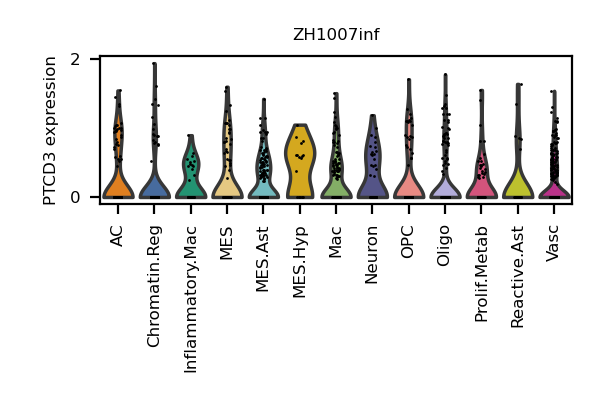 ZH1007inf
PTCD3 expression
2
0
AC
Chromatin.Reg
Inflammatory.Mac
MES
MES.Ast
MES.Hyp
Mac
Neuron
OPC
Oligo
Prolif.Metab
Reactive.Ast
Vasc